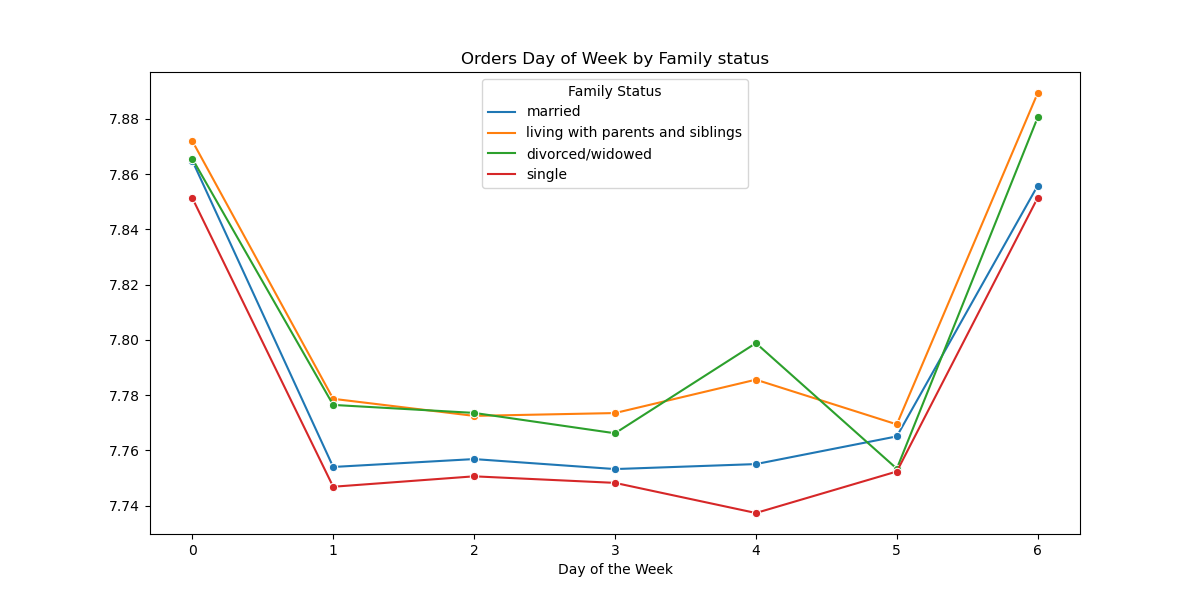 Orders Day of Week by Family status
Family Status
married
living with parents and siblings
divorced/widowed
single
7.88
7.86
7.84
7.82
7.80
7.78
7.76
7.74
0 1 2 3 4 5 6
Day of the Week